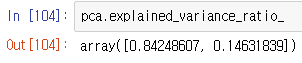 In [104]: pca.explained_variance_ratio_
Out[104]: array([0.84248607, 0.14631839])